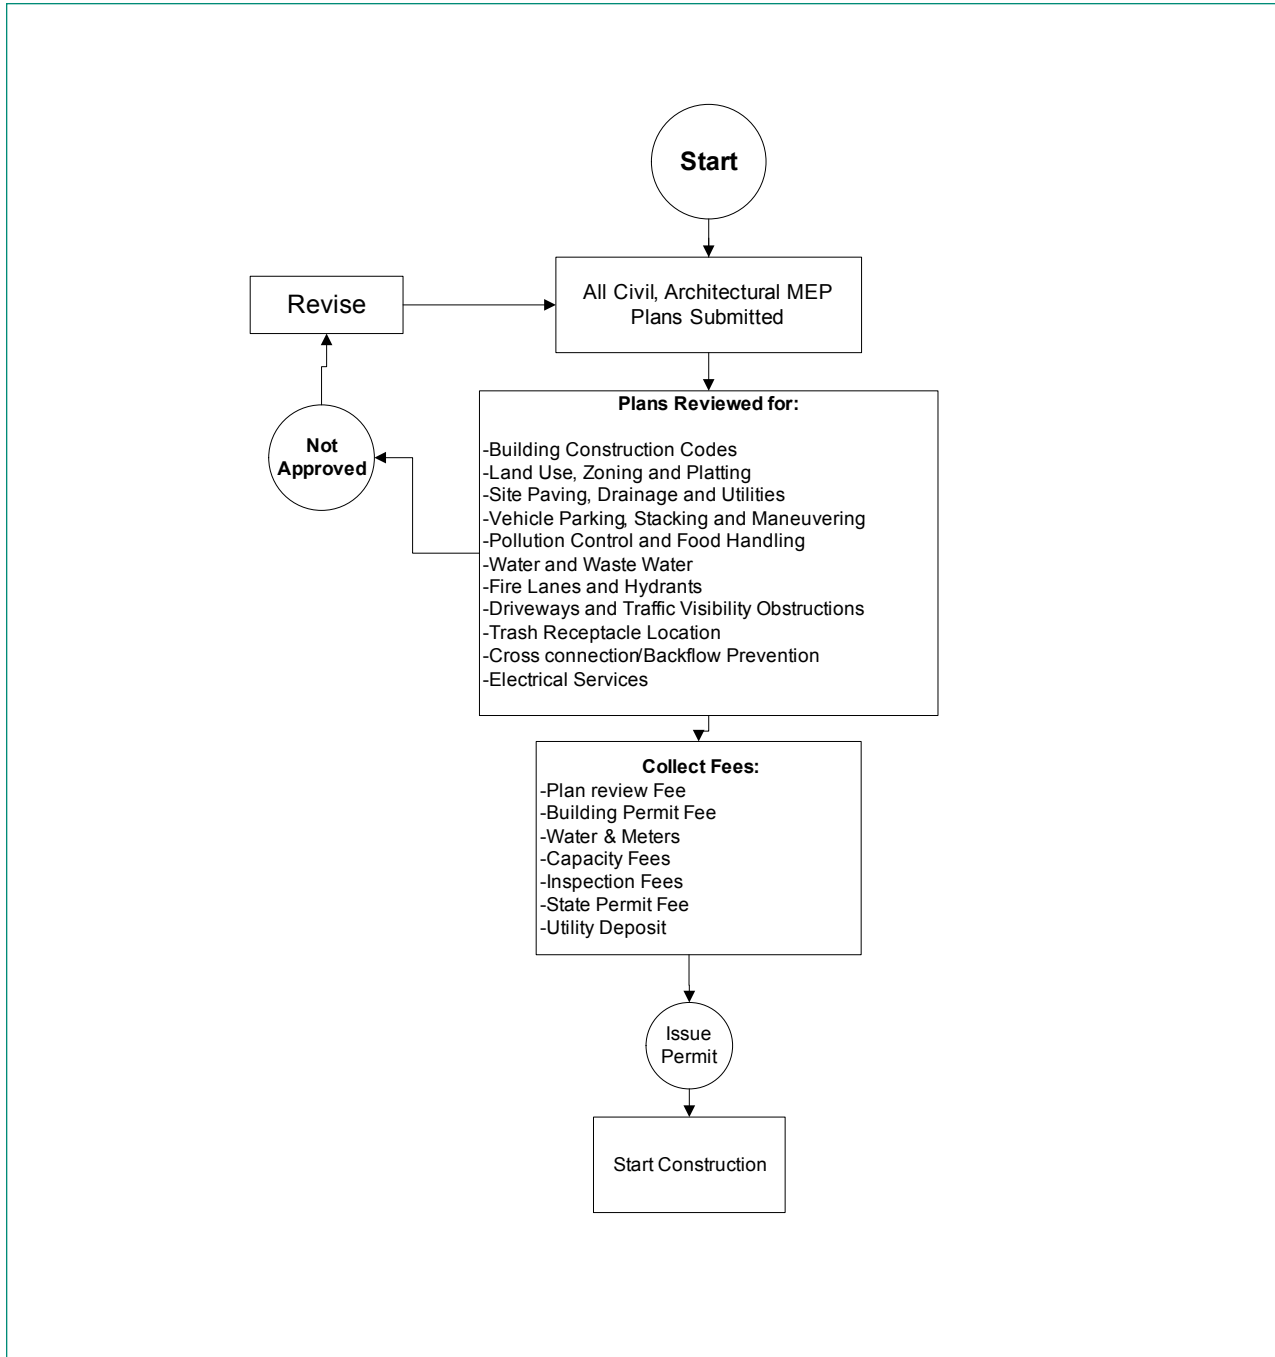 Start
All Civil, Architectural MEP
Plans Submitted
Revise
Plans Reviewed for:
-Building Construction Codes
-Land Use, Zoning and Platting
-Site Paving, Drainage and Utilities
-Vehicle Parking, Stacking and Maneuvering
-Pollution Control and Food Handling
-Water and Waste Water
-Fire Lanes and Hydrants
-Driveways and Traffic Visibility Obstructions
-Trash Receptacle Location
-Cross connection/Backflow Prevention
-Electrical Services
Not
Approved
Collect Fees:
-Plan review Fee
-Building Permit Fee
-Water & Meters
-Capacity Fees
-Inspection Fees
-State Permit Fee
-Utility Deposit
Issue
Permit
Start Construction